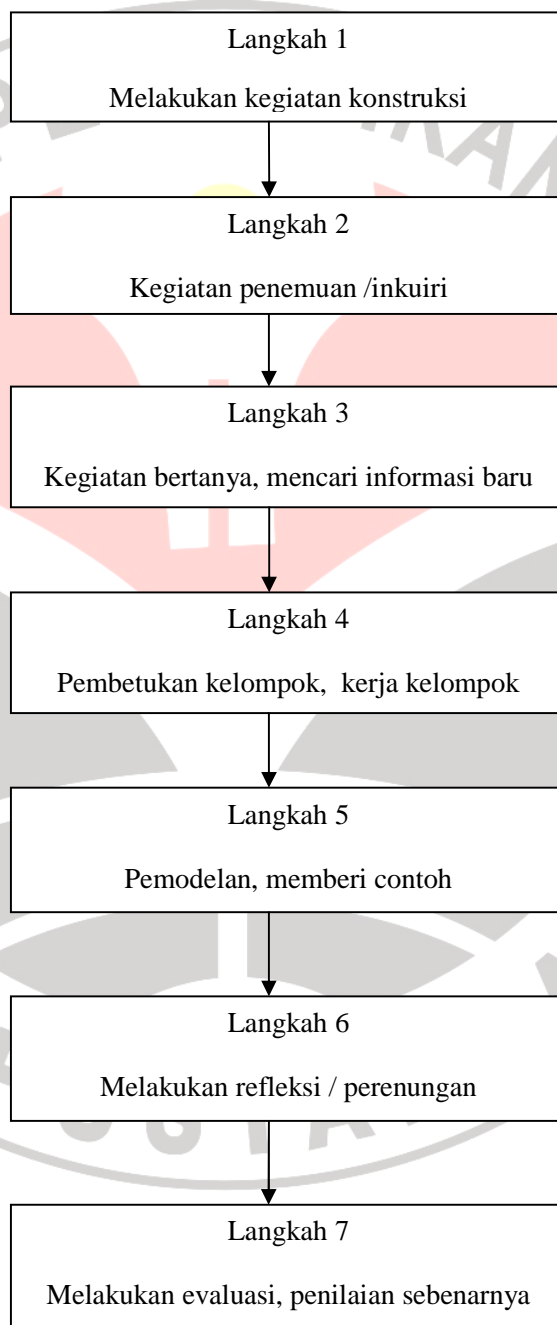 Langkah 1
Melakukan kegiatan konstruksi
Langkah 2
Kegiatan penemuan /inkuiri
Langkah 3
Kegiatan bertanya, mencari informasi baru
Langkah 4
Pembetukan kelompok,  kerja kelompok
Langkah 5
Pemodelan, memberi contoh
Langkah 6
Melakukan refleksi / perenungan
Langkah 7
Melakukan evaluasi, penilaian sebenarnya